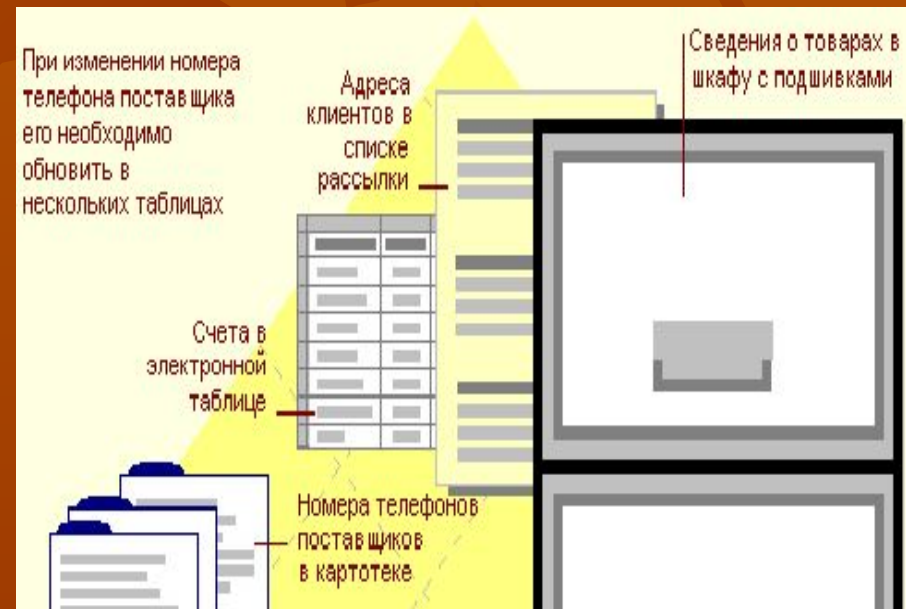 При изменении номера
телефона поставщика
его необходимо
обновить в
нескольких таблицах
Адреса
клиентов в
списке
рассылки
Сведения о товарах в
шкафу с подшивками
Счета в
электронной
таблице
Номера телефонов
поставщиков
в картотеке